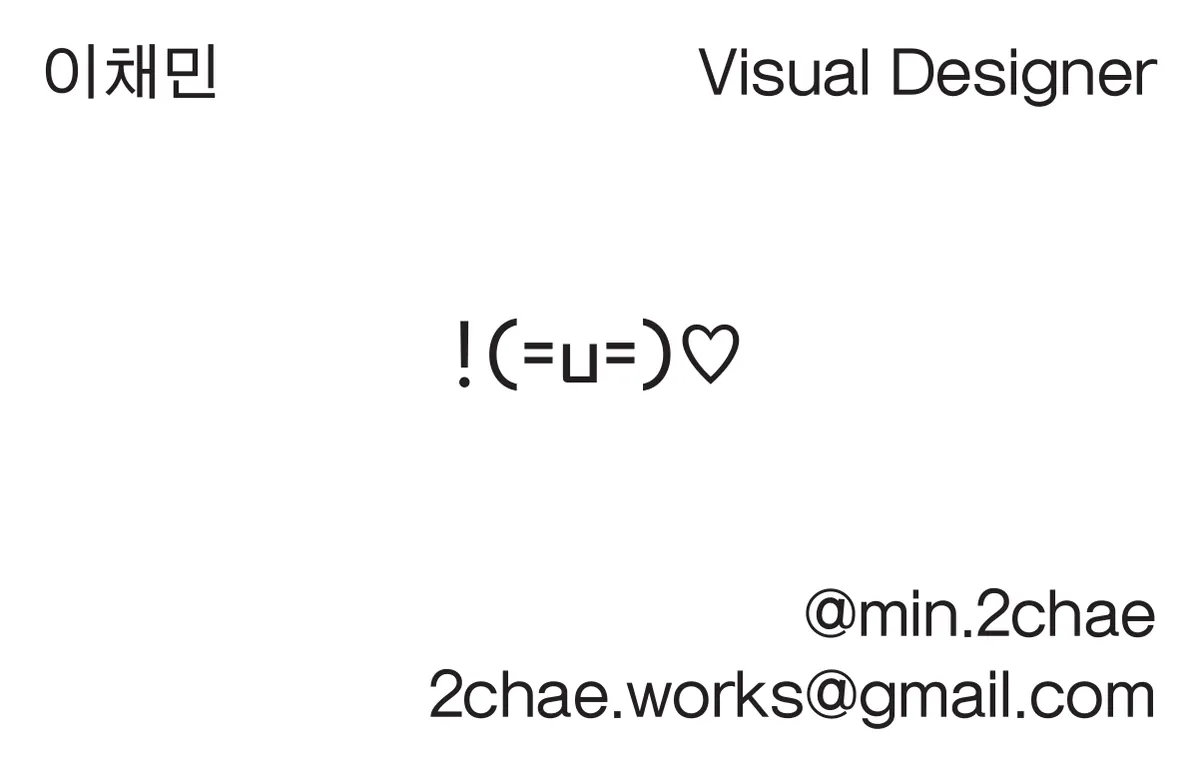 이채민
Visual Designer
!(=ப=)♡
@min.2chae
2chae.works@gmail.com